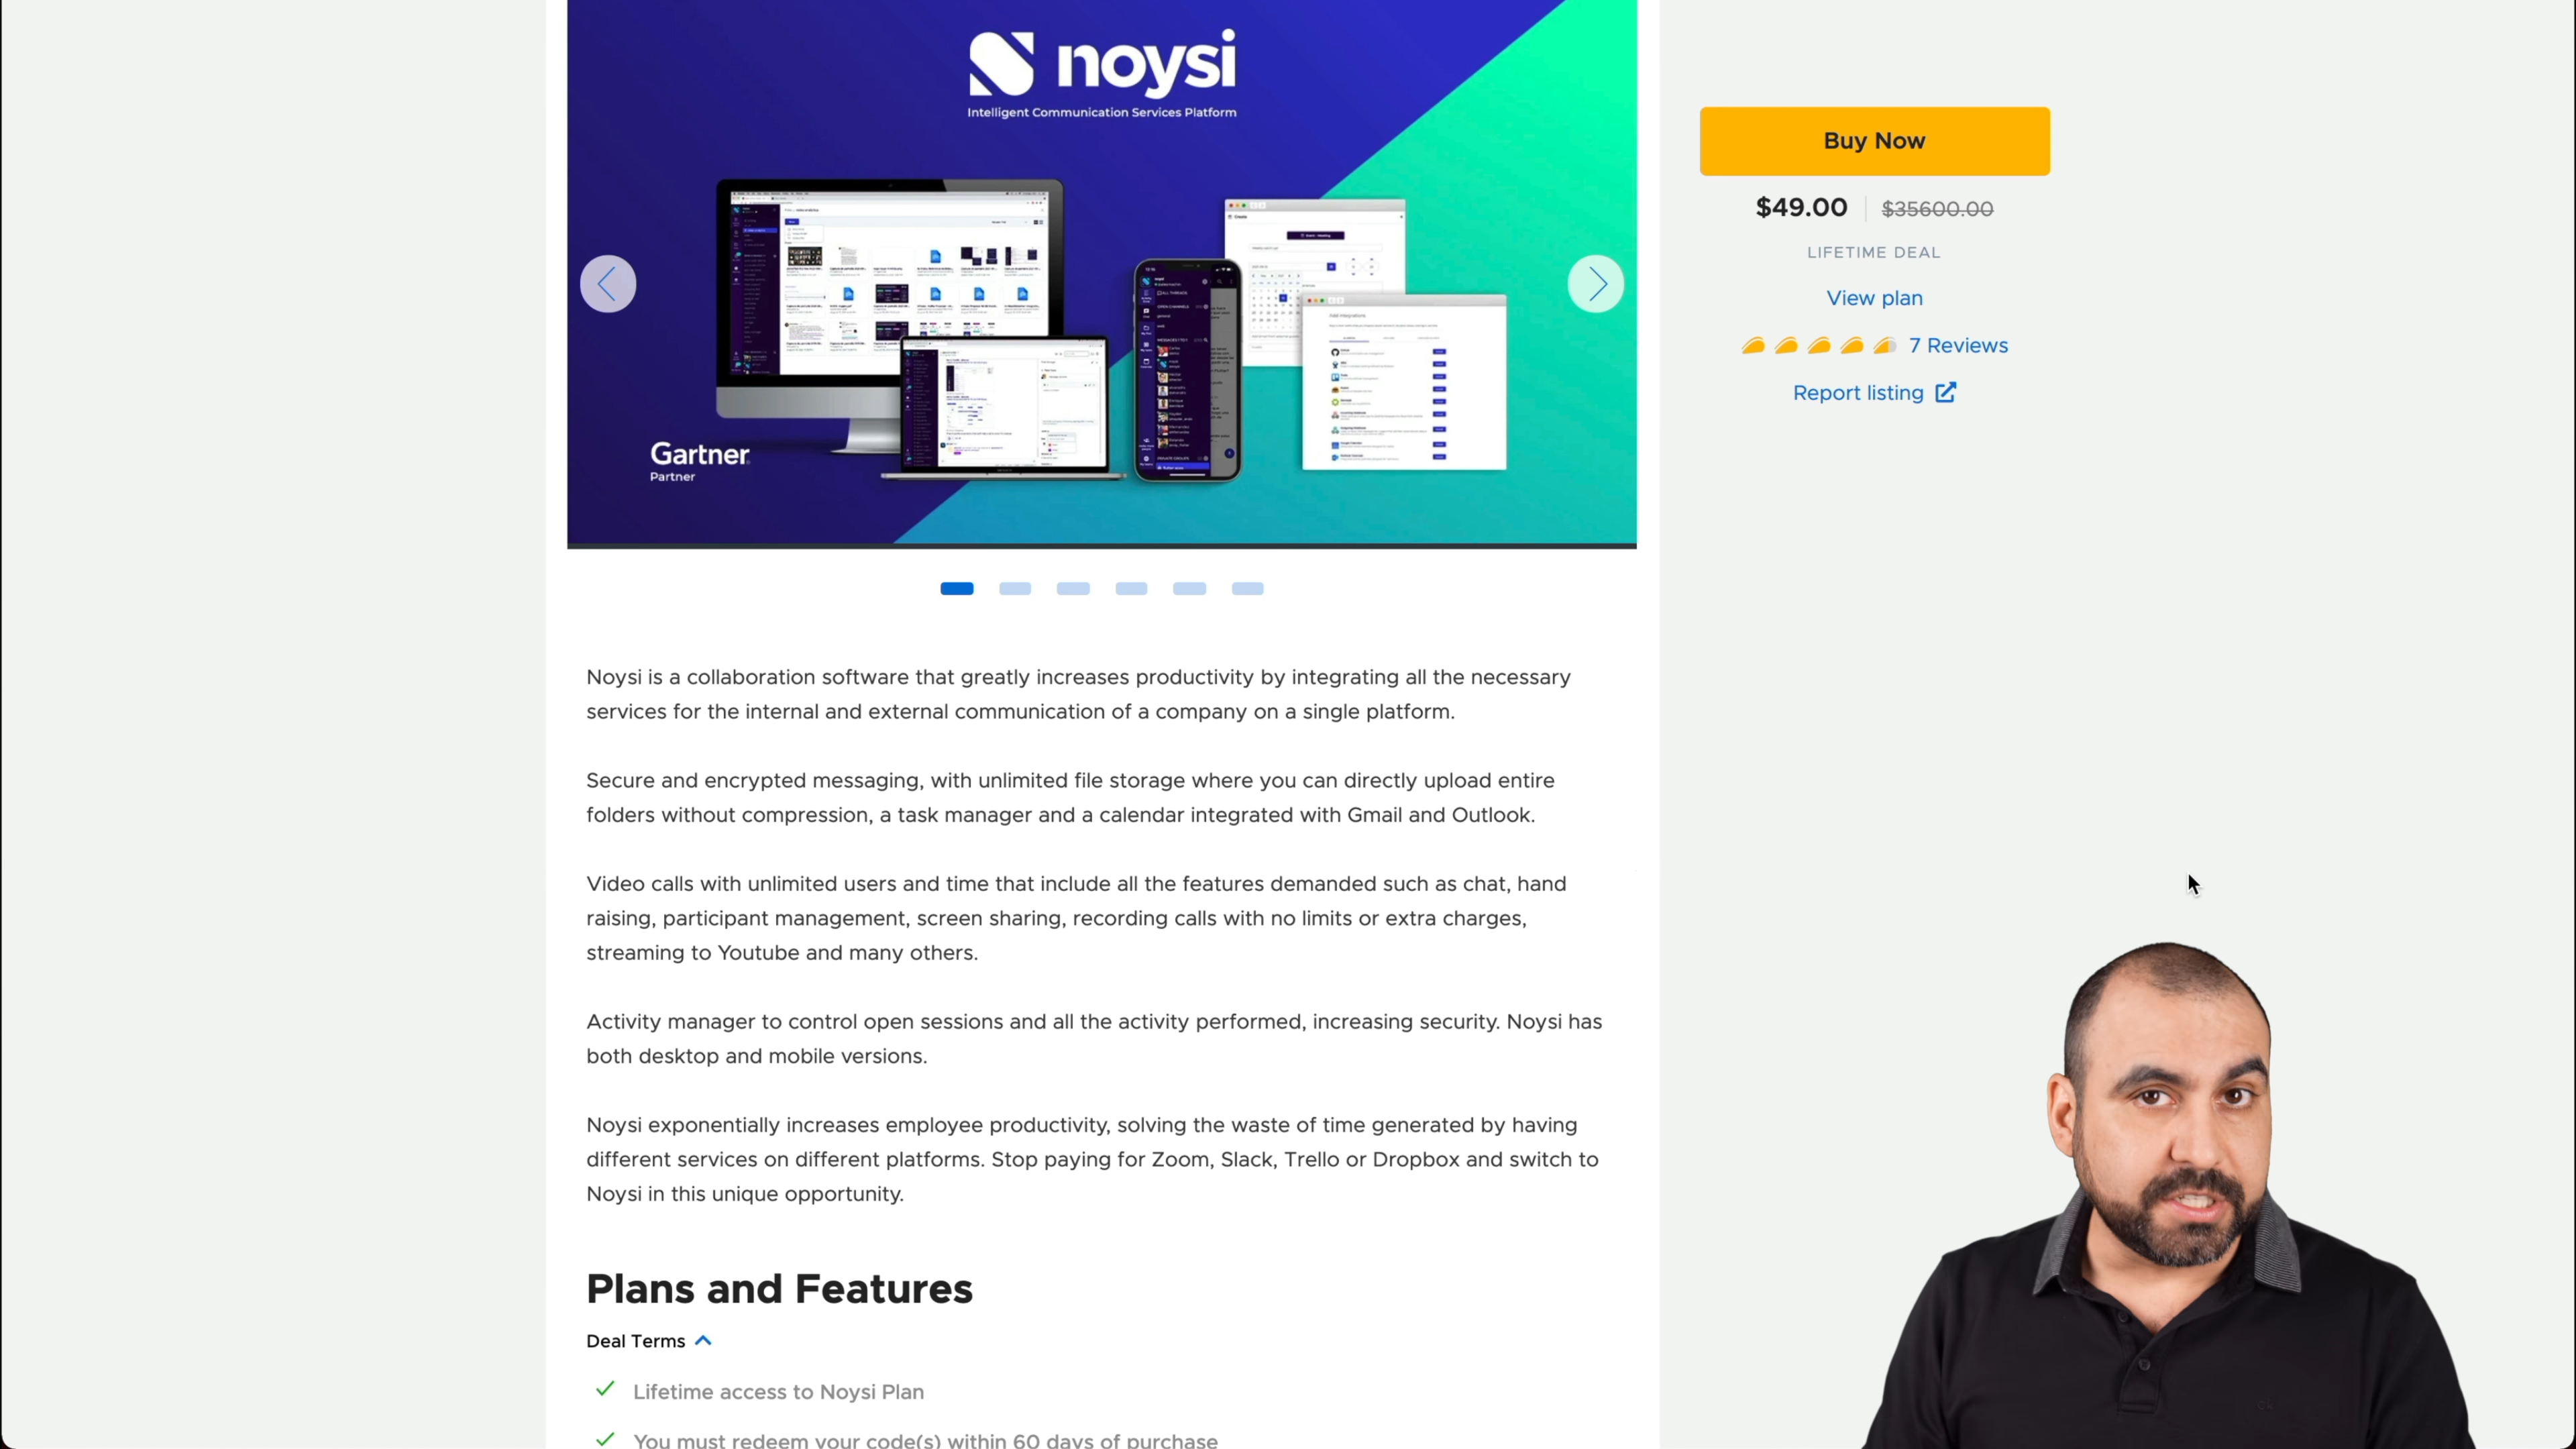 noysi
Intelligent Communication Services Platform
Gartner
Partner
Buy Now
$49.00 $35600.00
LIFETIME DEAL
View plan
7 Reviews
Report listing
Noysi is a collaboration software that greatly increases productivity by integrating all the necessary
services for the internal and external communication of a company on a single platform.
Secure and encrypted messaging, with unlimited file storage where you can directly upload entire
folders without compression, a task manager and a calendar integrated with Gmail and Outlook.
Video calls with unlimited users and time that include all the features demanded such as chat, hand
raising, participant management, screen sharing, recording calls with no limits or extra charges,
streaming to Youtube and many others.
Activity manager to control open sessions and all the activity performed, increasing security. Noysi has
both desktop and mobile versions.
Noysi exponentially increases employee productivity, solving the waste of time generated by having
different services on different platforms. Stop paying for Zoom, Slack, Trello or Dropbox and switch to
Noysi in this unique opportunity.
Plans and Features
Deal Terms
Lifetime access to Noysi Plan
You must redeem your code(s) within 60 days of purchase